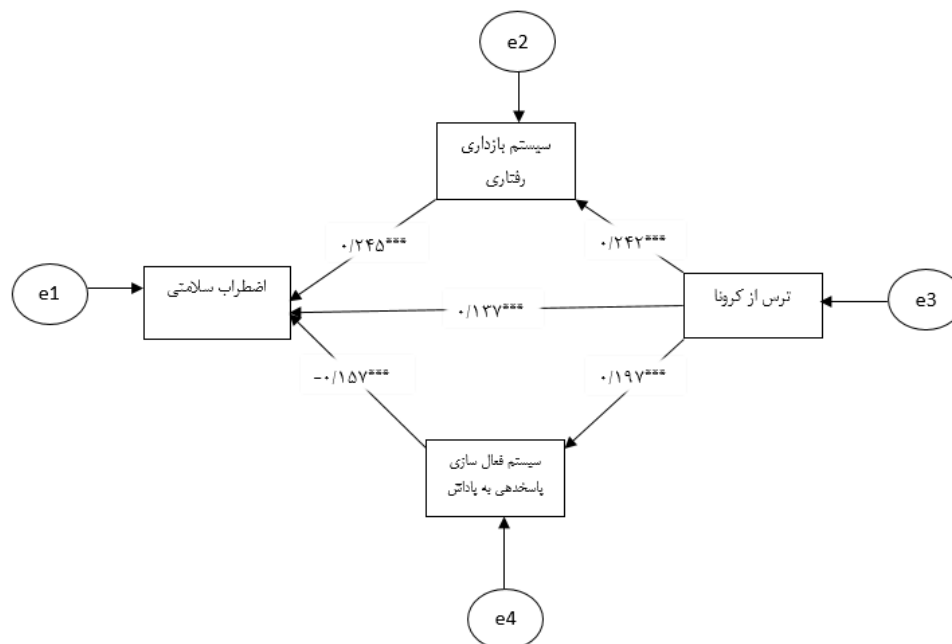 e2
سیستم بازداری
رفتاری
۰/۲۴۵***
۰/۲۴۲***
e1
اضطراب سلامتی
ترس از کرونا
e3
۰/۱۳۷***
-۰/۱۵۷***
۰/۱۹۷***
سیستم فعال سازی
پاسخدهی به پاداش
e4